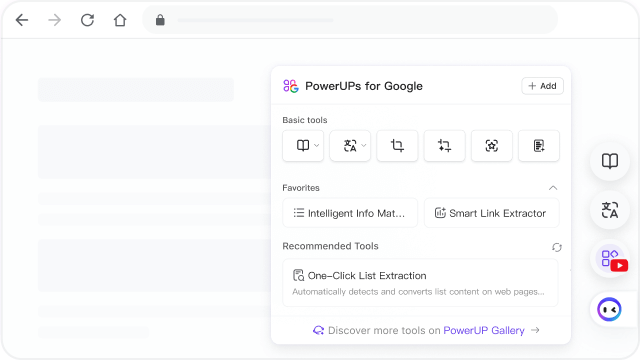 PowerUPs for Google
+ Add
Basic tools
Favorites
Intelligent Info Mat...
Smart Link Extractor
Recommended Tools
One-Click List Extraction
Automatically detects and converts list content on web pages...
Discover more tools on PowerUP Gallery →